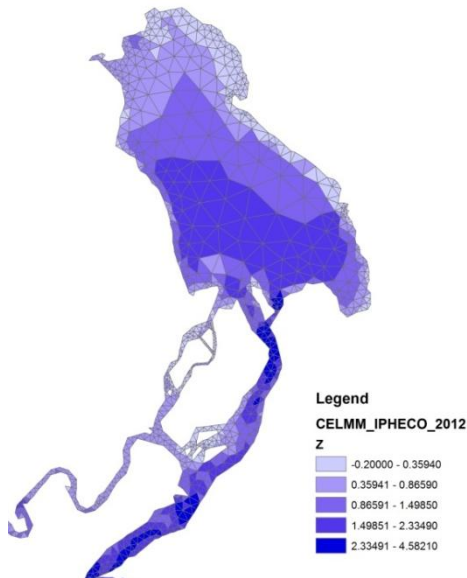 Legend
CELMM_IPHECO_2012
Z
-0.20000 - 0.35940
0.35941 - 0.86590
0.86591 - 1.49850
1.49851 - 2.33490
2.33491 - 4.58210